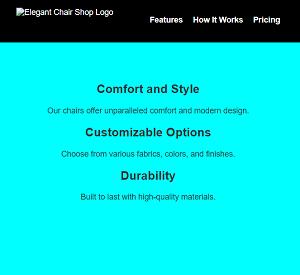 Elegant Chair Shop Logo
Features How It Works Pricing
Comfort and Style
Our chairs offer unparalleled comfort and modern design.
Customizable Options
Choose from various fabrics, colors, and finishes.
Durability
Built to last with high-quality materials.